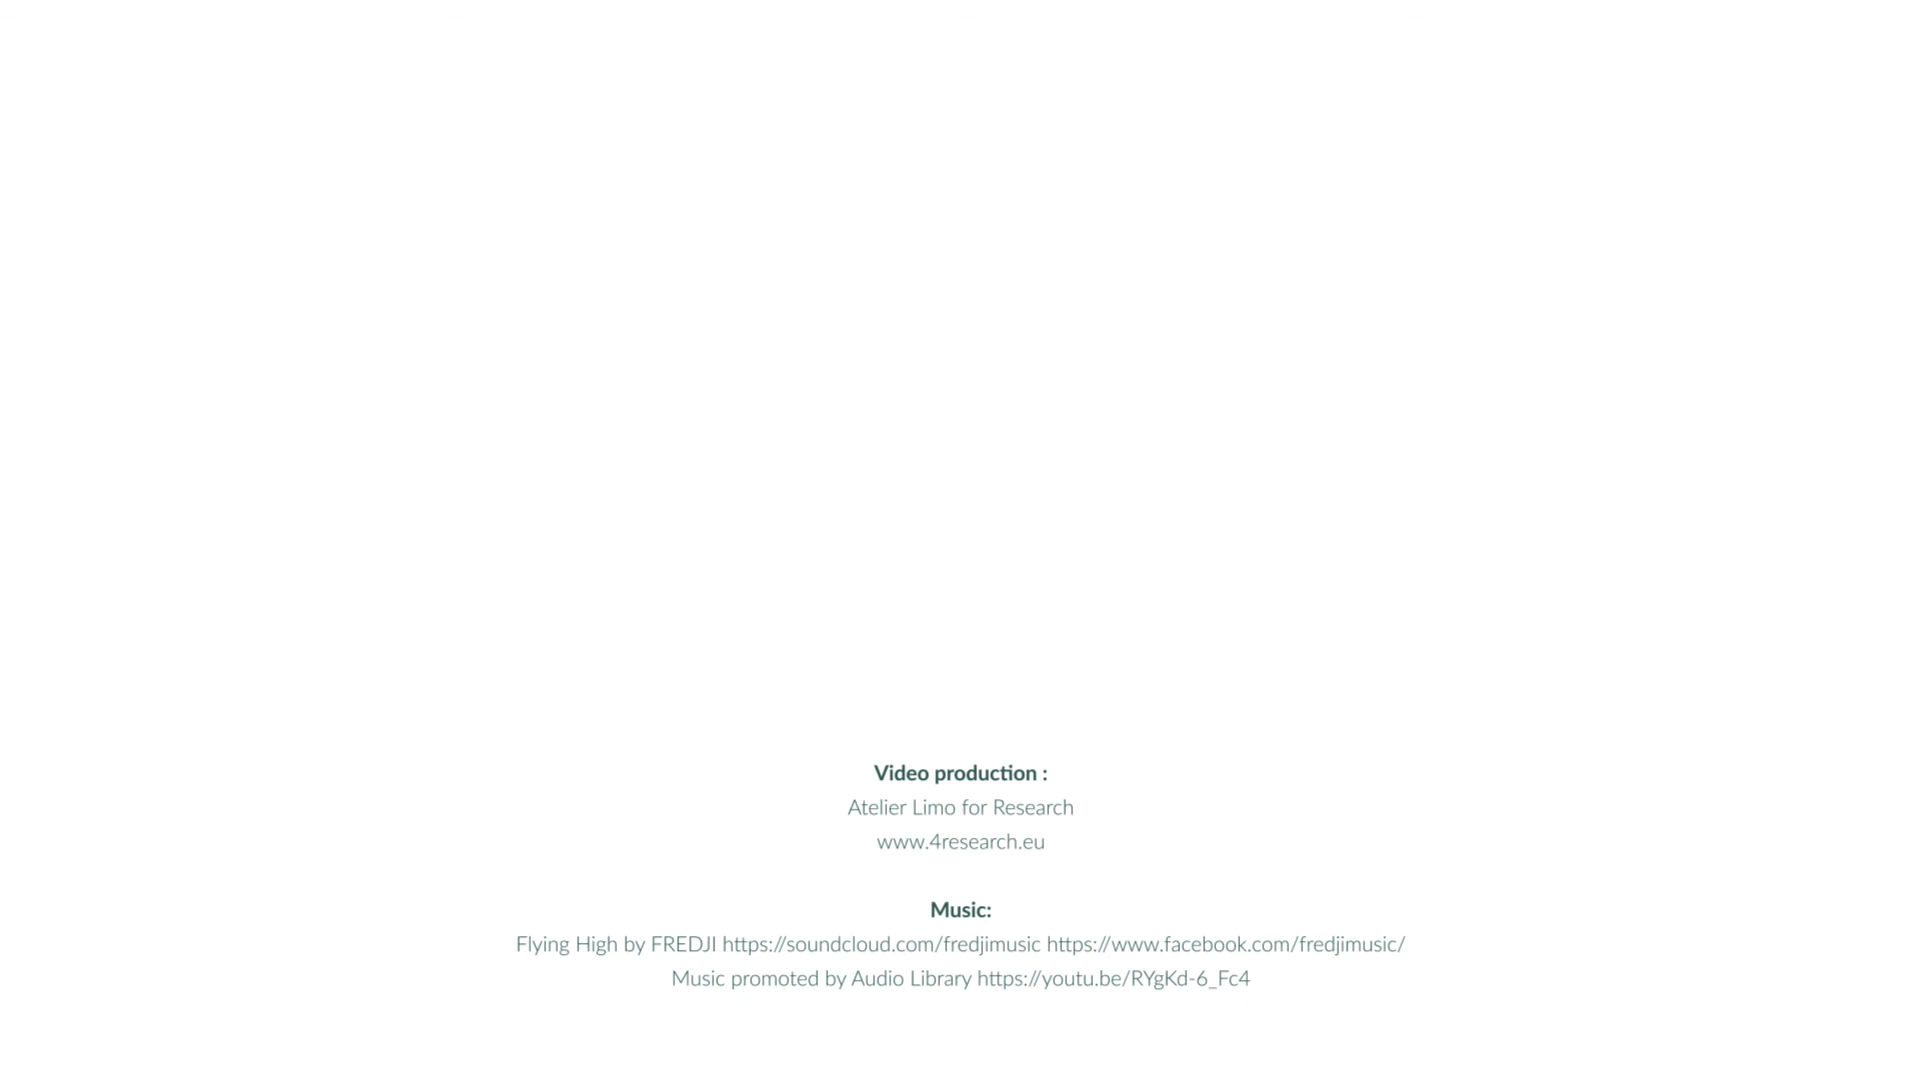 Video production :
Atelier Limo for Research
www.4research.eu
Music:
Flying High by FREDJI https://soundcloud.com/fredjimusic https://www.facebook.com/fredjimusic/
Music promoted by Audio Library https://youtu.be/RYgKd-6_Fc4